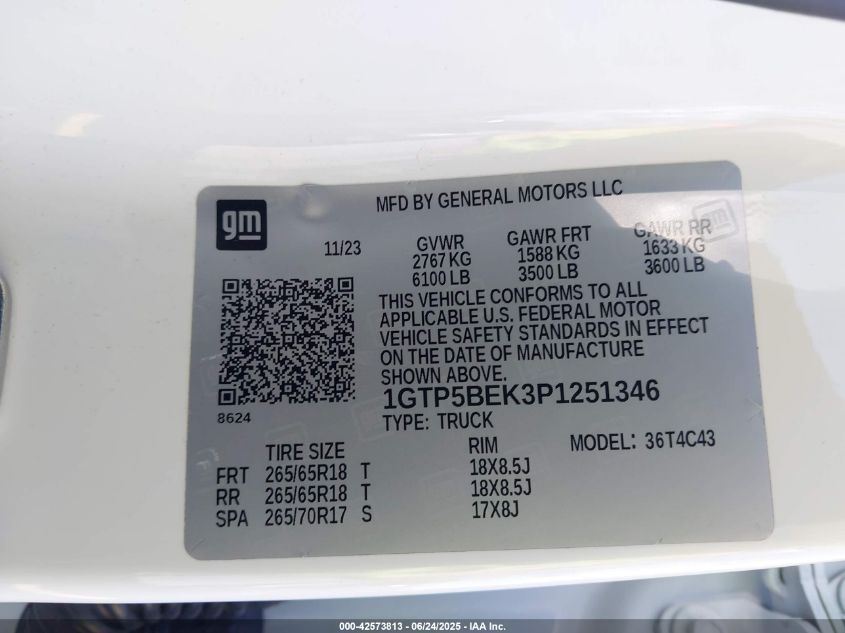 gm
MFD BY GENERAL MOTORS LLC
11/23
GVWR GAWR FRT GAWR RR
2767 KG 1588 KG 1633 KG
6100 LB 3500 LB 3600 LB
THIS VEHICLE CONFORMS TO ALL
APPLICABLE U.S. FEDERAL MOTOR
VEHICLE SAFETY STANDARDS IN EFFECT
ON THE DATE OF MANUFACTURE
SHOWN ABOVE.
8624
1GTP5BEK3P1251346
TYPE: TRUCK
TIRE SIZE RIM MODEL: 36T4C43
FRT 265/65R18 T 18X8.5J
RR 265/65R18 T 18X8.5J
SPA 265/70R17 S 17X8J
000-42573813 - 06/24/2025 - IAA Inc.